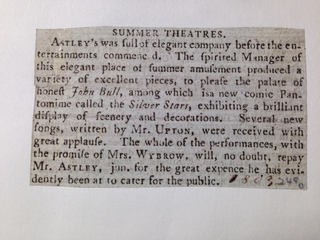 SUMMER THEATRES.
ASTLEY's was full of elegant company before the en-
tertainments commenc d. The spirited Manager of
this elegant place of summer amusement produced a
variety of excellent pieces, to please the palate of
honest John Bull, among which is a new comic Pan-
tomime called the Silver Stars, exhibiting a brilliant
display of scenery and decorations. Several new
songs, written by Mr. UPTON, were received with
great applause. The whole of the performances, with
the promise of Mrs. WYBROW, will, no doubt, repay
Mr. ASTLEY, jun. for the great expence he has evi-
dently been at to cater for the public. 1803